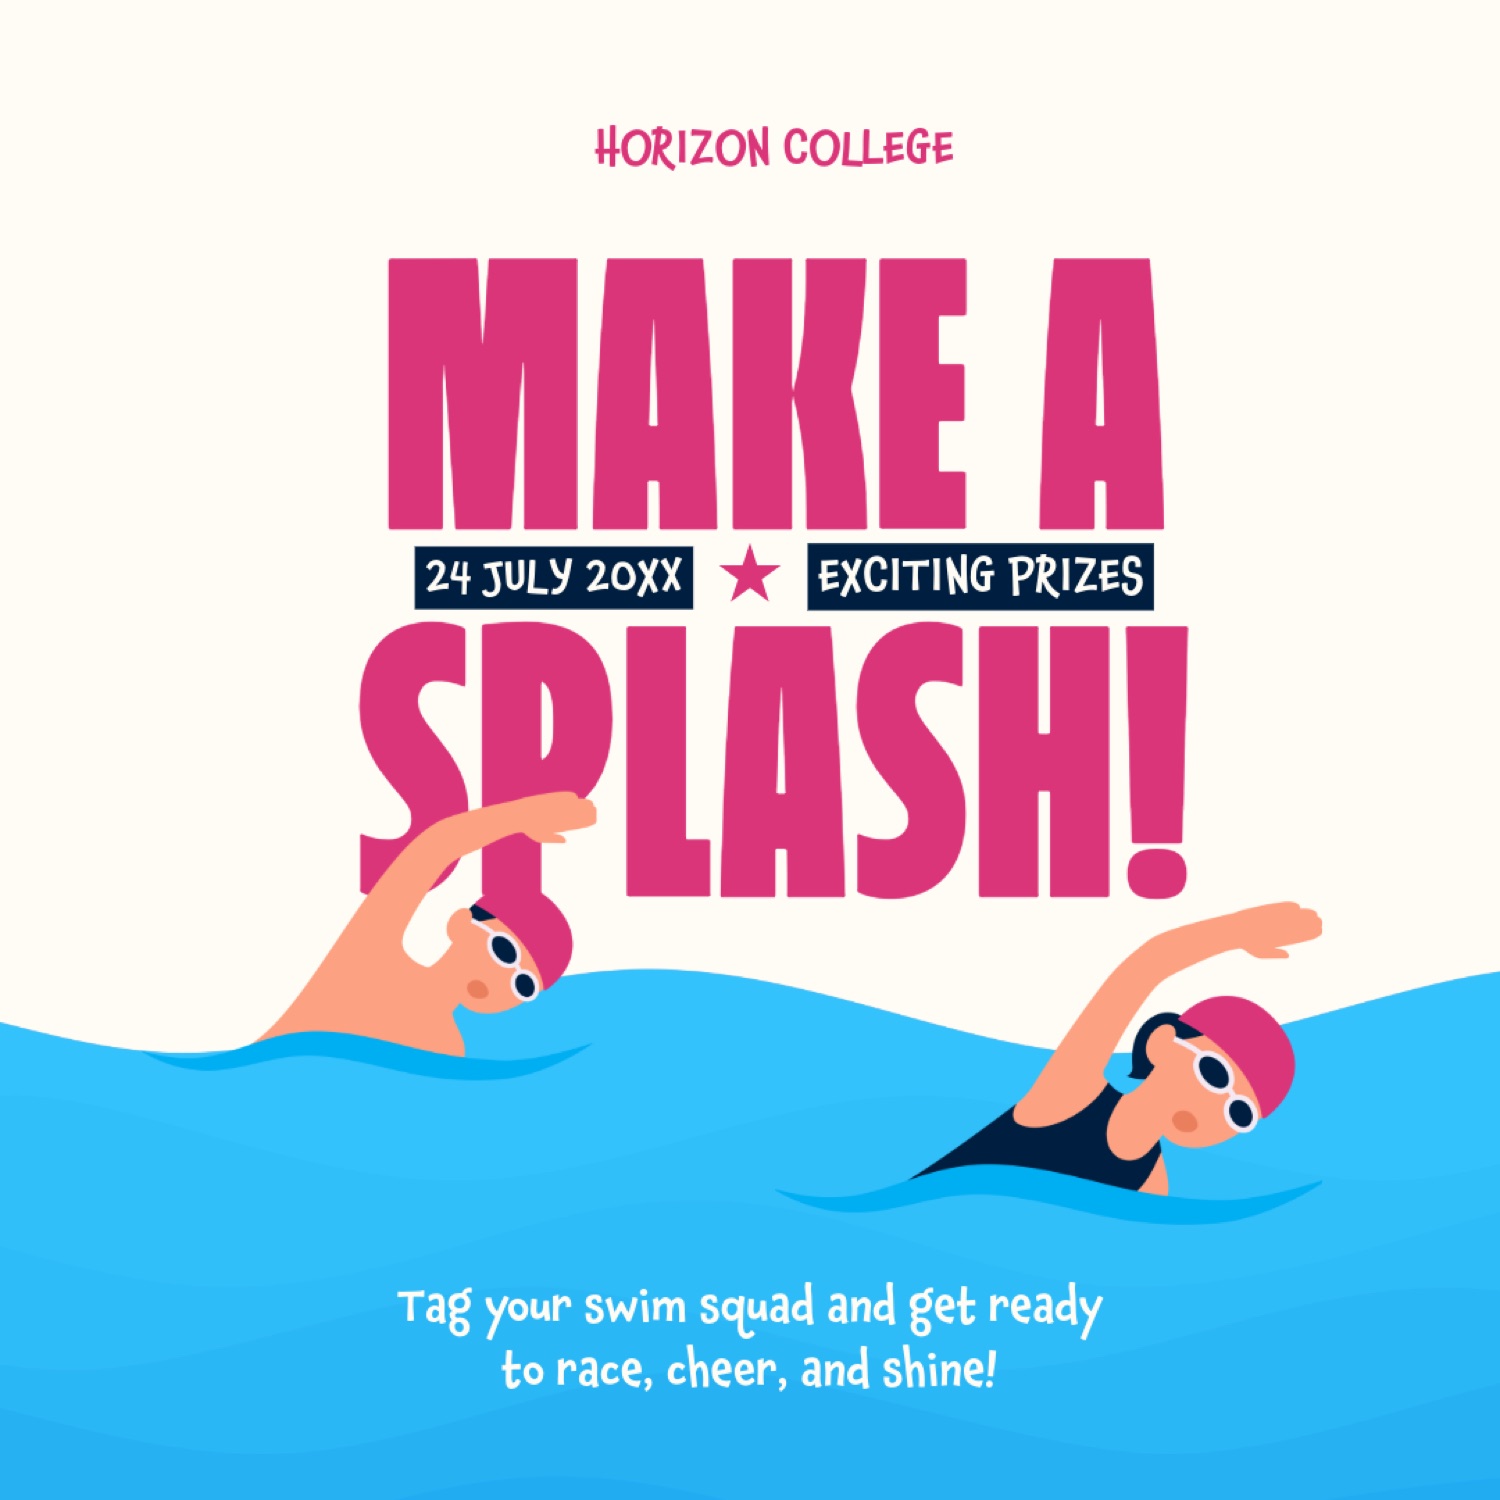 HORIZON COLLEGE
MAKE A
24 JULY 20XX ★ EXCITING PRIZES
SPLASH!
Tag your swim squad and get ready
to race, cheer, and shine!